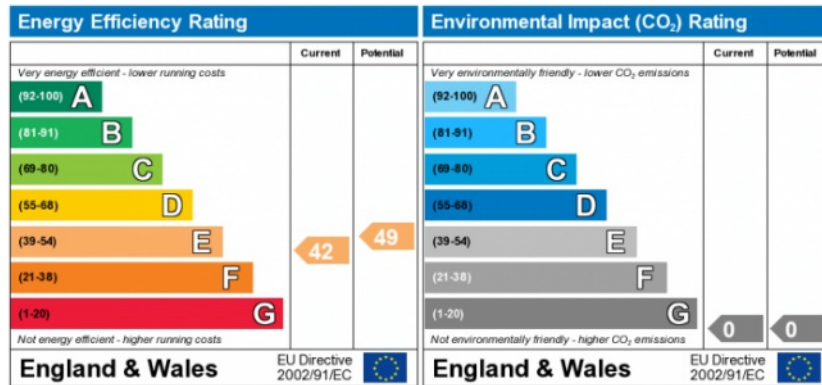 Energy Efficiency Rating
Current Potential
Very energy efficient - lower running costs
(92-100) A
(81-91) B
(69-80) C
(55-68) D
(39-54) E
42 49
(21-38) F
(1-20) G
Not energy efficient - higher running costs
England & Wales
EU Directive
2002/91/EC
Environmental Impact (CO₂) Rating
Current Potential
Very environmentally friendly - lower CO₂ emissions
(92-100) A
(81-91) B
(69-80) C
(55-68) D
(39-54) E
(21-38) F
(1-20) G
0 0
Not environmentally friendly - higher CO₂ emissions
England & Wales
EU Directive
2002/91/EC